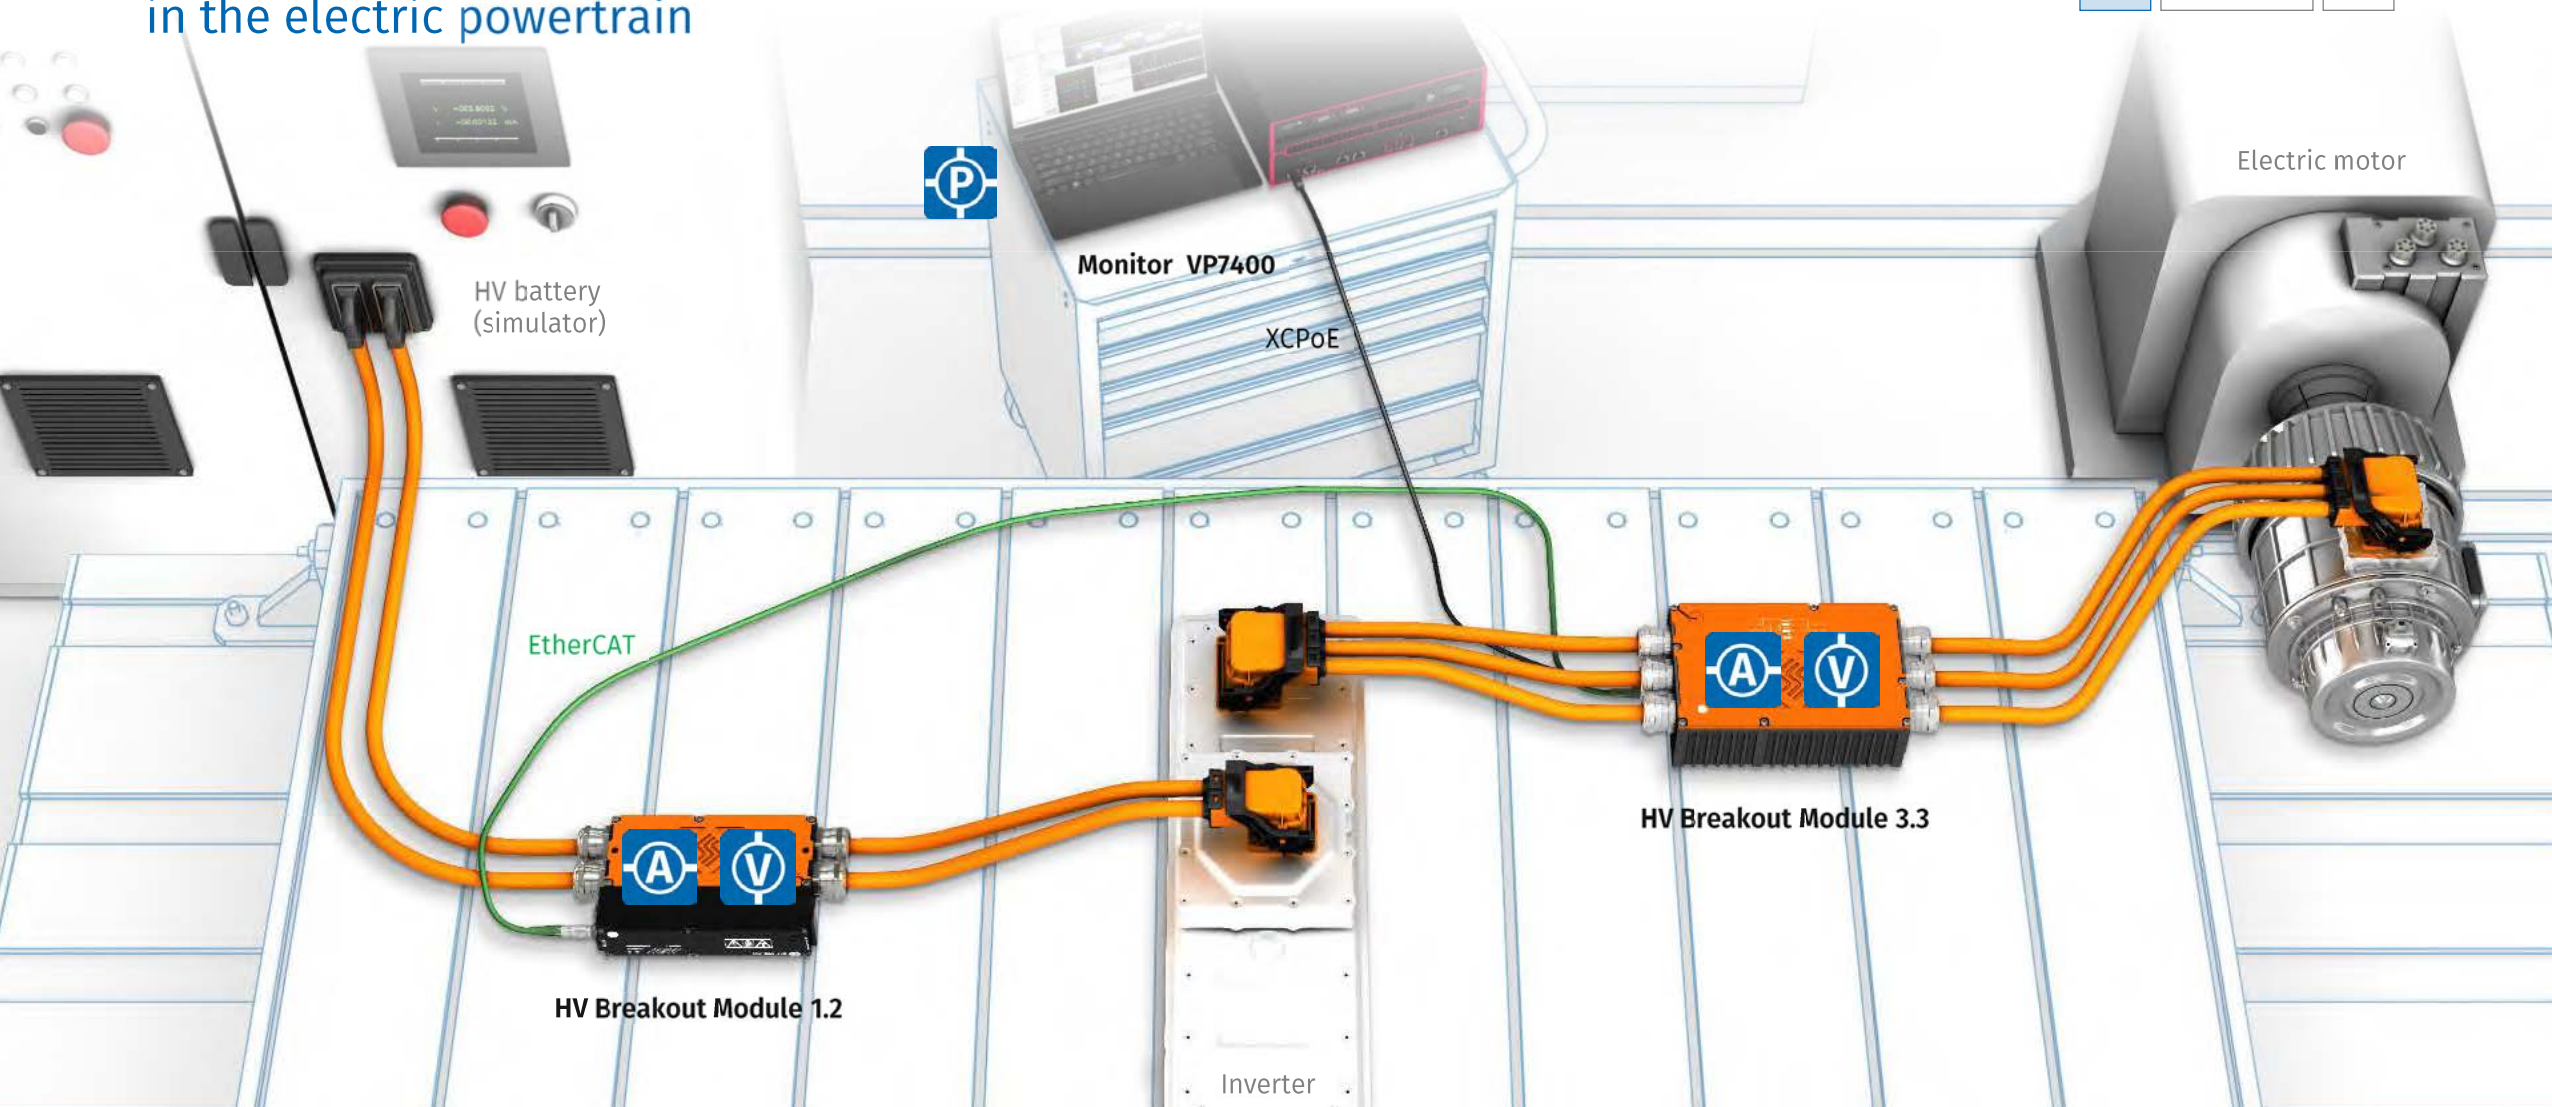 in the electric powertrain
Electric motor
P
Monitor VP7400
HV battery
(simulator)
XCPoE
EtherCAT
A V
HV Breakout Module 3.3
A V
HV Breakout Module 1.2
Inverter